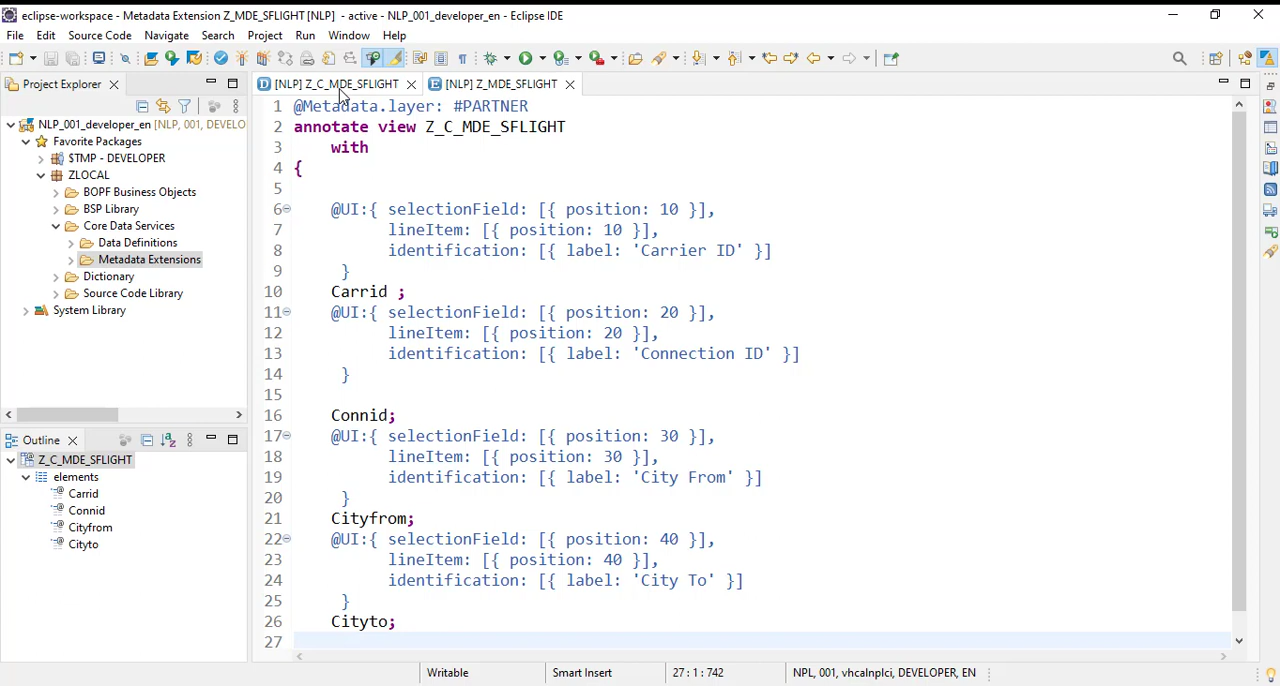 eclipse-workspace - Metadata Extension Z_MDE_SFLIGHT [NLP]  - active - NLP_001_developer_en - Eclipse IDE
File Edit Source Code Navigate Search Project Run Window Help
Project Explorer
[NLP] Z_C_MDE_SFLIGHT
[NLP] Z_MDE_SFLIGHT
NLP_001_developer_en [NLP, 001, DEVELO
Favorite Packages
$TMP - DEVELOPER
ZLOCAL
BOPF Business Objects
BSP Library
Core Data Services
Data Definitions
Metadata Extensions
Dictionary
Source Code Library
System Library
Outline
Z_C_MDE_SFLIGHT
elements
Carrid
Connid
Cityfrom
Cityto
1 @Metadata.layer: #PARTNER
2 annotate view Z_C_MDE_SFLIGHT
3 with
4 {
5
6 @UI:{ selectionField: [{ position: 10 }],
7 lineItem: [{ position: 10 }],
8 identification: [{ label: 'Carrier ID' }]
9 }
10 Carrid ;
11 @UI:{ selectionField: [{ position: 20 }],
12 lineItem: [{ position: 20 }],
13 identification: [{ label: 'Connection ID' }]
14 }
15
16 Connid;
17 @UI:{ selectionField: [{ position: 30 }],
18 lineItem: [{ position: 30 }],
19 identification: [{ label: 'City From' }]
20 }
21 Cityfrom;
22 @UI:{ selectionField: [{ position: 40 }],
23 lineItem: [{ position: 40 }],
24 identification: [{ label: 'City To' }]
25 }
26 Cityto;
27
Writable Smart Insert 27 : 1 : 742 NPL, 001, vhcalnplci, DEVELOPER, EN